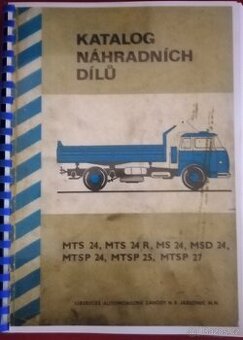 KATALOG
NÁHRADNÍCH
DÍLŮ
MTS 24, MTS 24 R, MS 24, MSD 24,
MTSP 24, MTSP 25, MTSP 27
LIBERECKÉ AUTOMOBILOVÉ ZÁVODY N. P. JABLONEC N. N.